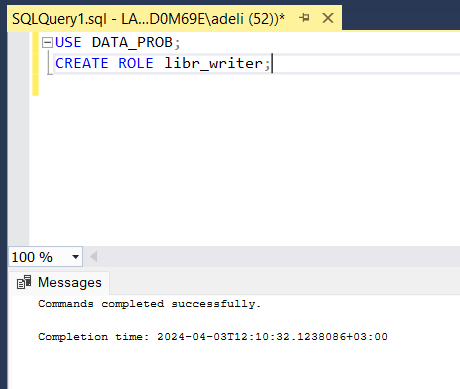 SQLQuery1.sql - LA...D0M69E\adeli (52))*
USE DATA_PROB;
CREATE ROLE libr_writer;
100 %
Messages
Commands completed successfully.
Completion time: 2024-04-03T12:10:32.1238086+03:00